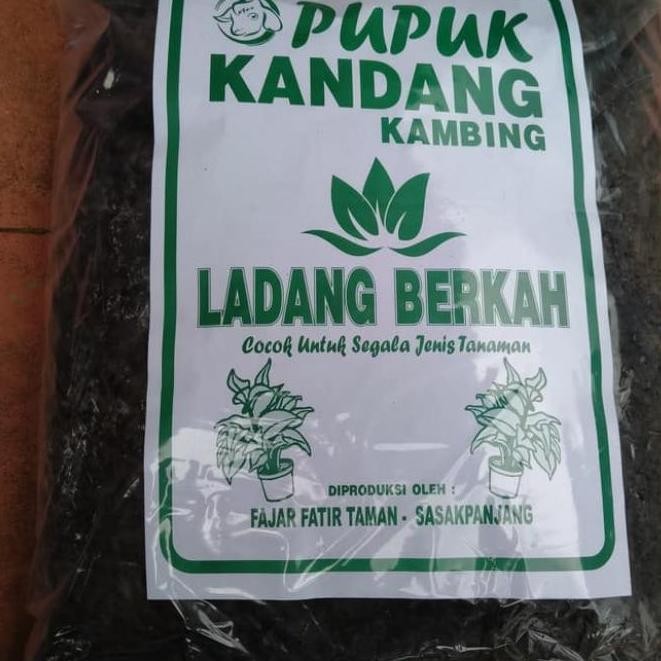 PUPUK
KANDANG
KAMBING
LADANG BERKAH
Cocok Untuk Segala Jenis Tanaman
DIPRODUKSI OLEH :
FAJAR FATIR TAMAN - SASAKPANJANG